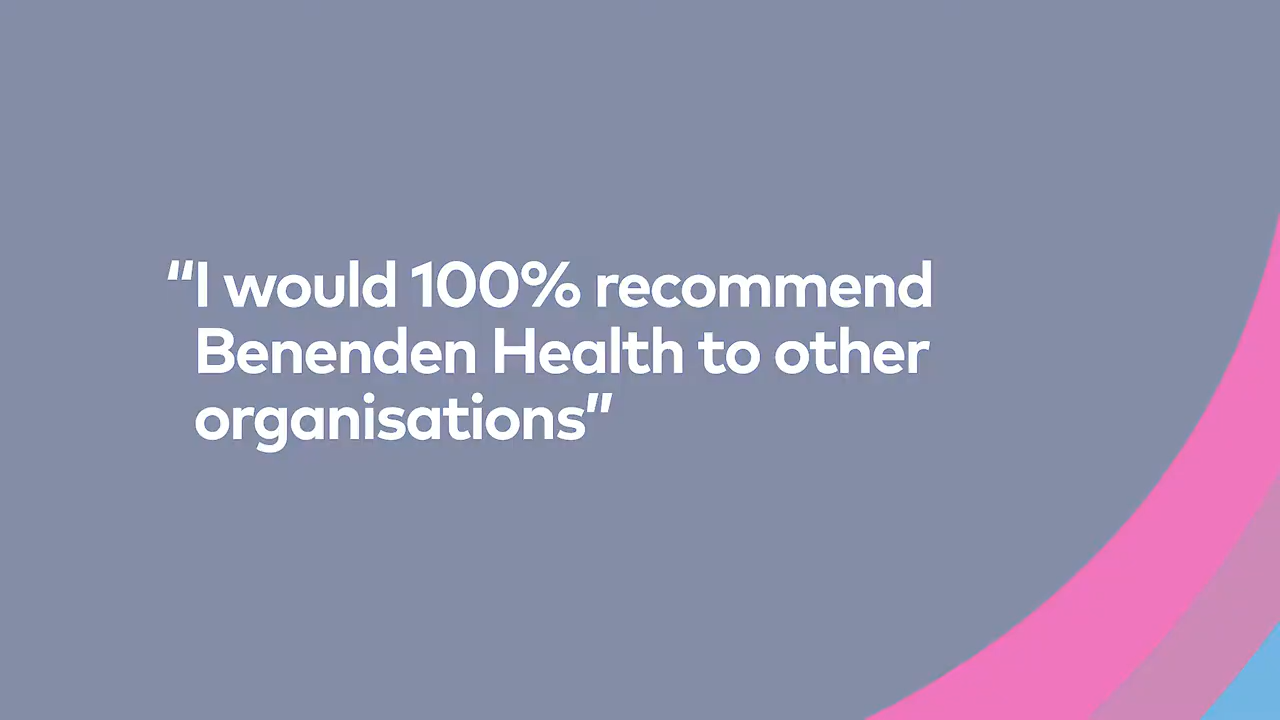 "I would 100% recommend
Benenden Health to other
organisations"